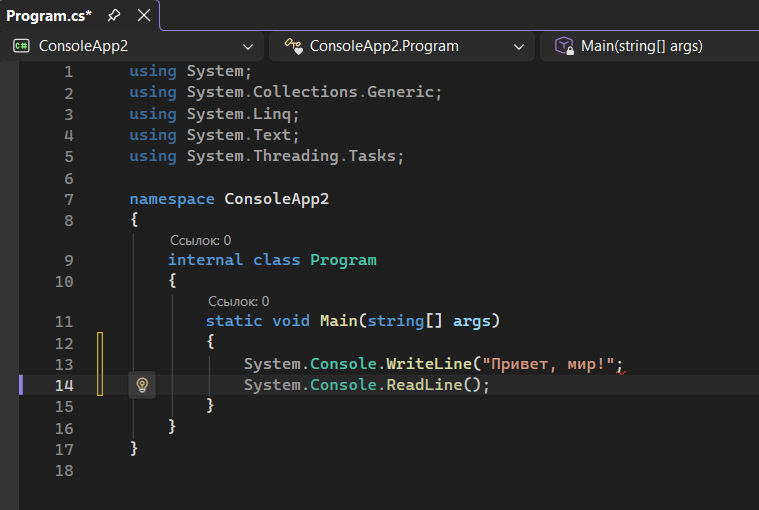 Program.cs*
ConsoleApp2 ConsoleApp2.Program Main(string[] args)
1 using System;
2 using System.Collections.Generic;
3 using System.Linq;
4 using System.Text;
5 using System.Threading.Tasks;
6
7 namespace ConsoleApp2
8 {
Ссылок: 0
9 internal class Program
10 {
Ссылок: 0
11 static void Main(string[] args)
12 {
13 System.Console.WriteLine("Привет, мир!";
14 System.Console.ReadLine();
15 }
16 }
17 }
18